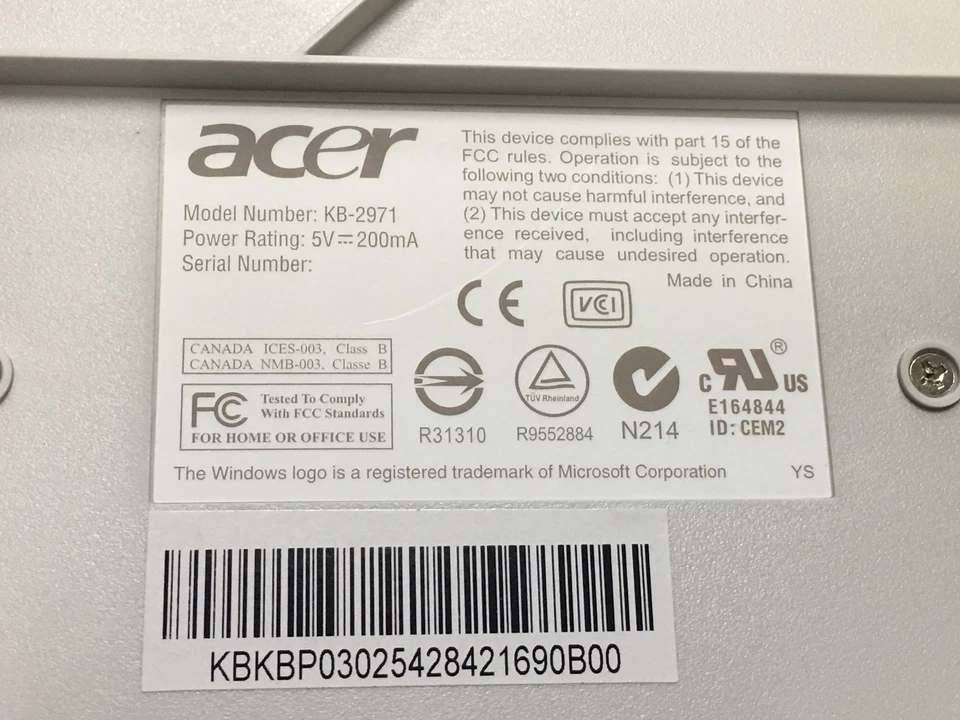 acer
Model Number: KB-2971
Power Rating: 5V⎓200mA
Serial Number:
This device complies with part 15 of the
FCC rules. Operation is subject to the
following two conditions: (1) This device
may not cause harmful interference, and
(2) This device must accept any interfer-
ence received, including interference
that may cause undesired operation.
Made in China
CE
VCI
CANADA ICES-003, Class B
CANADA NMB-003, Classe B
FC Tested To Comply
With FCC Standards
FOR HOME OR OFFICE USE
R31310
TÜV Rheinland
R9552884
N214
C RU ® US
E164844
ID: CEM2
The Windows logo is a registered trademark of Microsoft Corporation
YS
KBKBP03025428421690B00